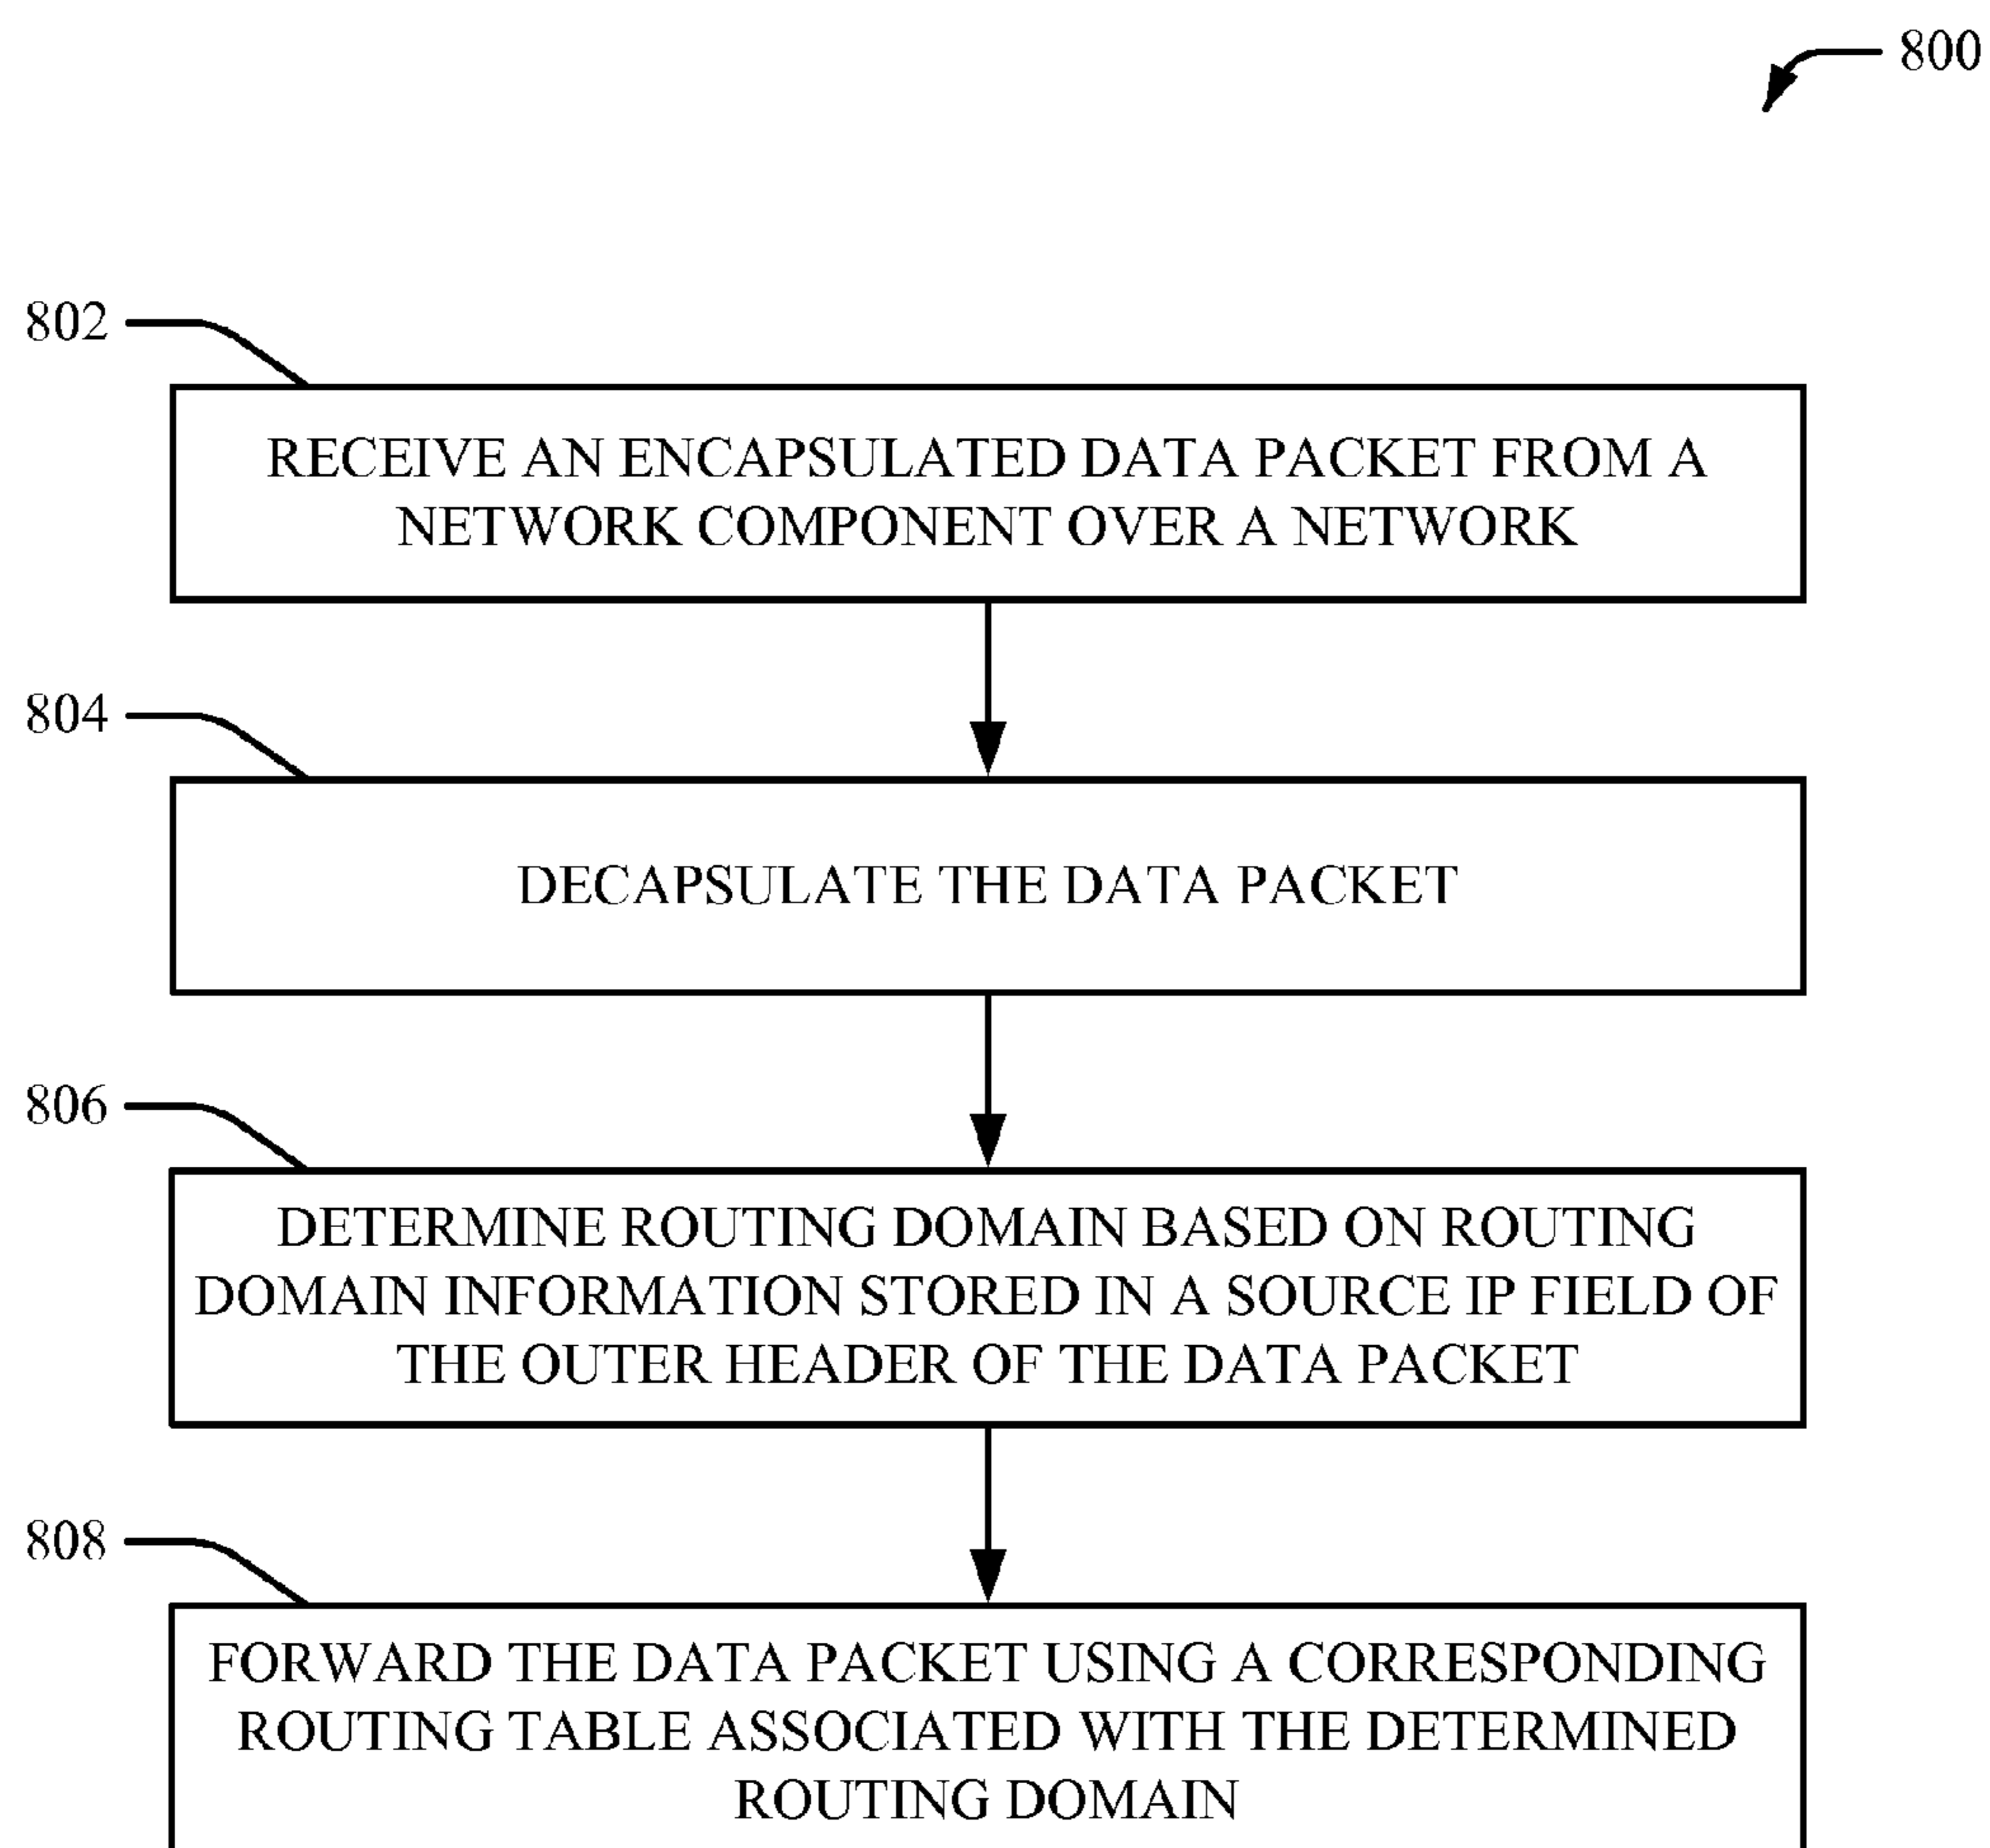 800
802
RECEIVE AN ENCAPSULATED DATA PACKET FROM A
NETWORK COMPONENT OVER A NETWORK
804
DECAPSULATE THE DATA PACKET
806
DETERMINE ROUTING DOMAIN BASED ON ROUTING
DOMAIN INFORMATION STORED IN A SOURCE IP FIELD OF
THE OUTER HEADER OF THE DATA PACKET
808
FORWARD THE DATA PACKET USING A CORRESPONDING
ROUTING TABLE ASSOCIATED WITH THE DETERMINED
ROUTING DOMAIN